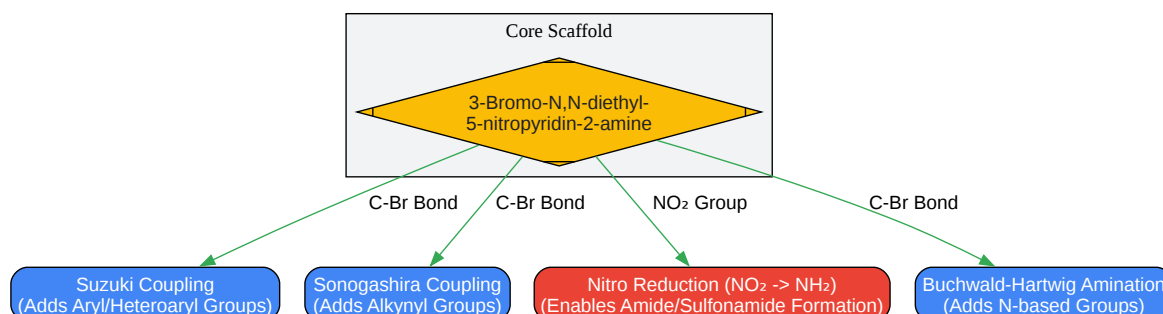 Core Scaffold
3-Bromo-N,N-diethyl-
5-nitropyridin-2-amine
C-Br Bond
C-Br Bond
NO₂ Group
C-Br Bond
Suzuki Coupling
(Adds Aryl/Heteroaryl Groups)
Sonogashira Coupling
(Adds Alkynyl Groups)
Nitro Reduction (NO₂ -> NH₂)
(Enables Amide/Sulfonamide Formation)
Buchwald-Hartwig Amination
(Adds N-based Groups)